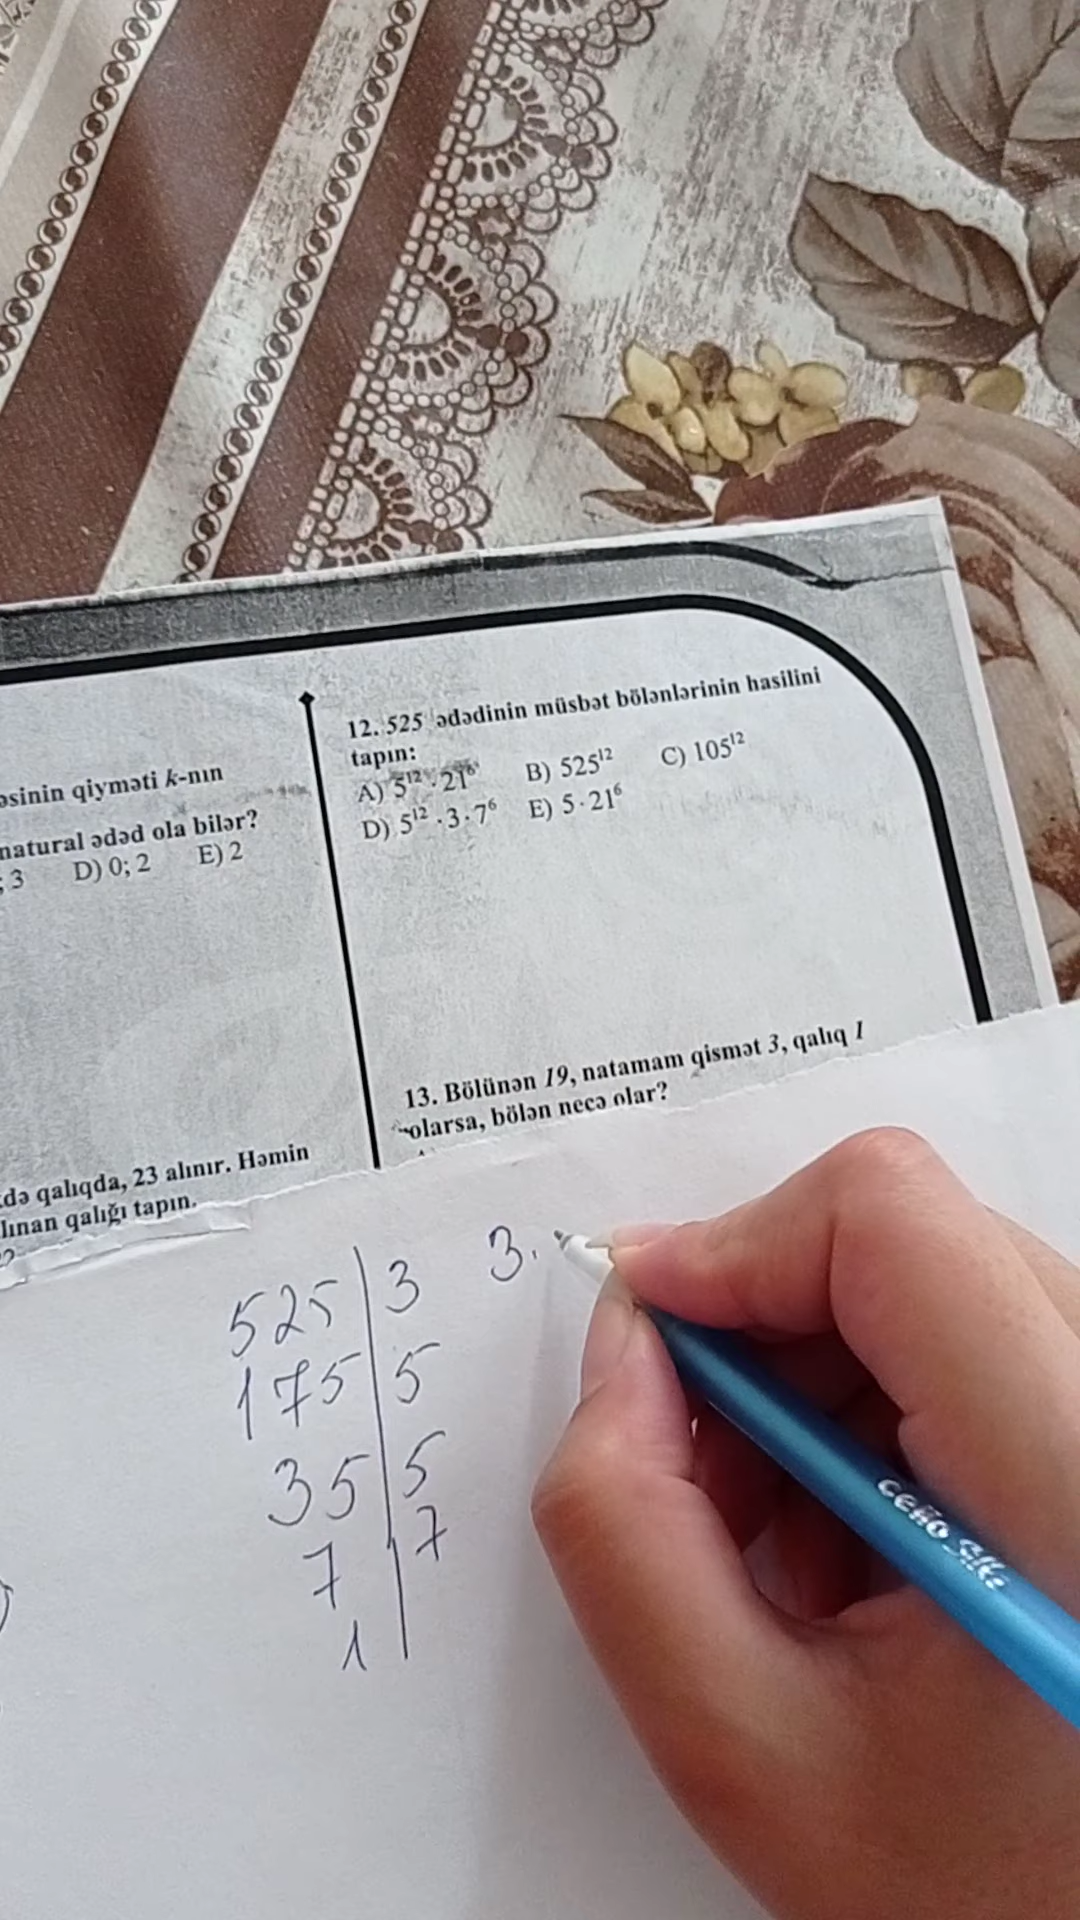 əsinin qiyməti k-nın
natural ədəd ola bilər?
; 3 D) 0; 2 E) 2
də qalıqda, 23 alınır. Həmin
lınan qalığı tapın.
12. 525 ədədinin müsbət bölənlərinin hasilini
tapın:
A) 5¹² · 21⁶ B) 525¹² C) 105¹²
D) 5¹² · 3 · 7⁶ E) 5 · 21⁶
13. Bölünən 19, natamam qismət 3, qalıq 1
olarsa, bölən neçə olar?
525 | 3 3.
175 | 5
35 | 5
7 | 7
1
cello